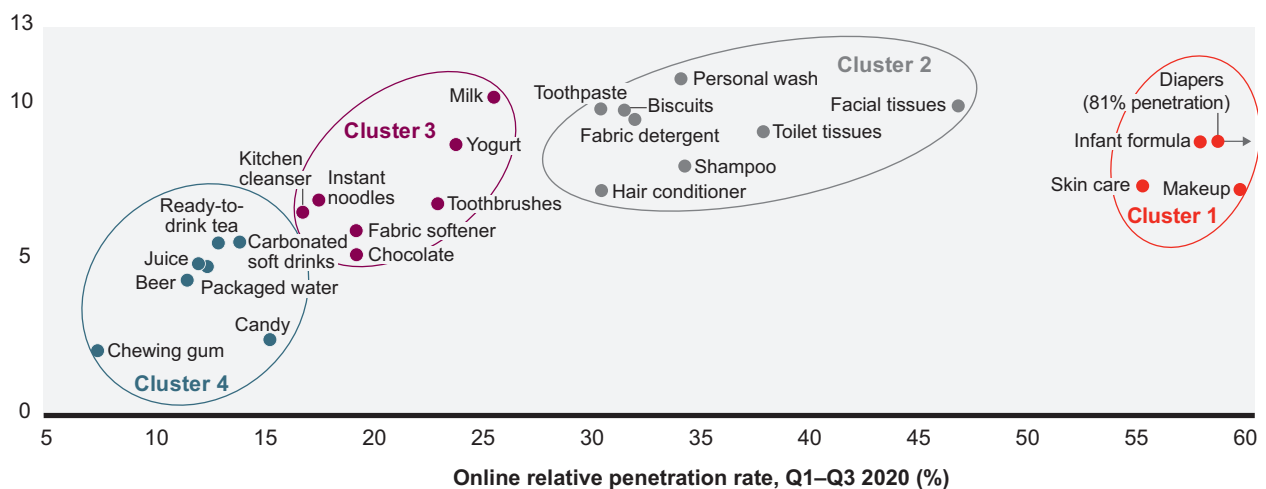 13
10
5
0
Cluster 2
Personal wash
Toothpaste
Biscuits
Fabric detergent
Facial tissues
Toilet tissues
Shampoo
Hair conditioner
Diapers
(81% penetration)
Infant formula
Skin care
Makeup
Cluster 1
Milk
Cluster 3
Yogurt
Kitchen
cleanser
Instant
noodles
Toothbrushes
Fabric softener
Chocolate
Ready-to-
drink tea
Carbonated
soft drinks
Juice
Beer
Packaged water
Candy
Chewing gum
Cluster 4
5 10 15 20 25 30 35 40 45 50 55 60
Online relative penetration rate, Q1–Q3 2020 (%)